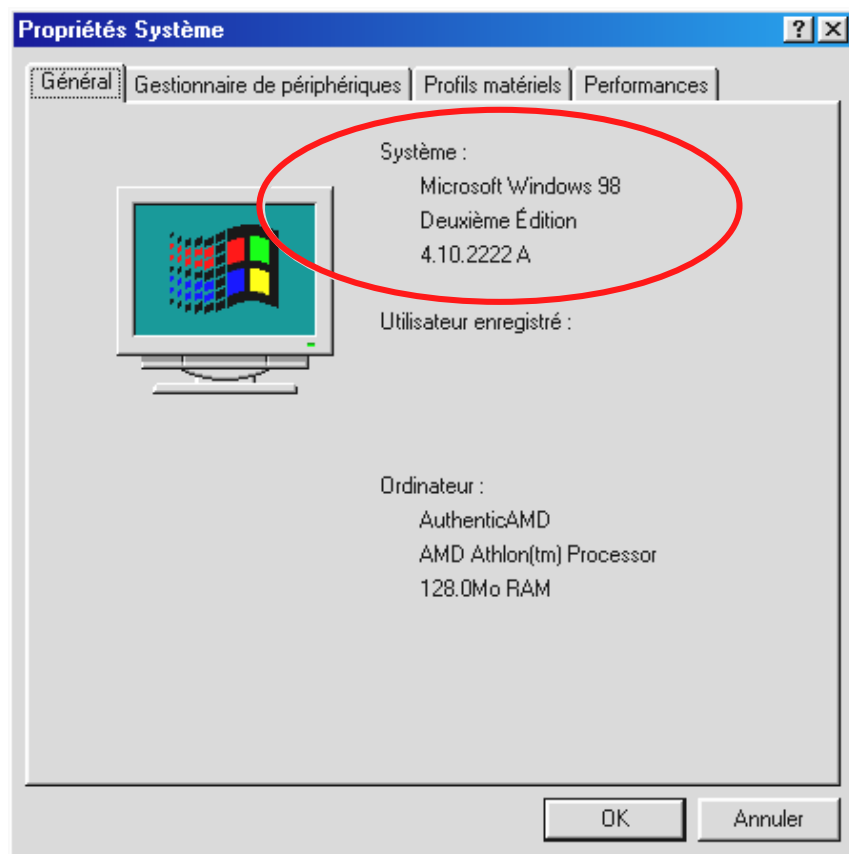 Propriétés Système
Général Gestionnaire de périphériques Profils matériels Performances
Système :
Microsoft Windows 98
Deuxième Édition
4.10.2222 A
Utilisateur enregistré :
Ordinateur :
AuthenticAMD
AMD Athlon(tm) Processor
128.0Mo RAM
OK Annuler